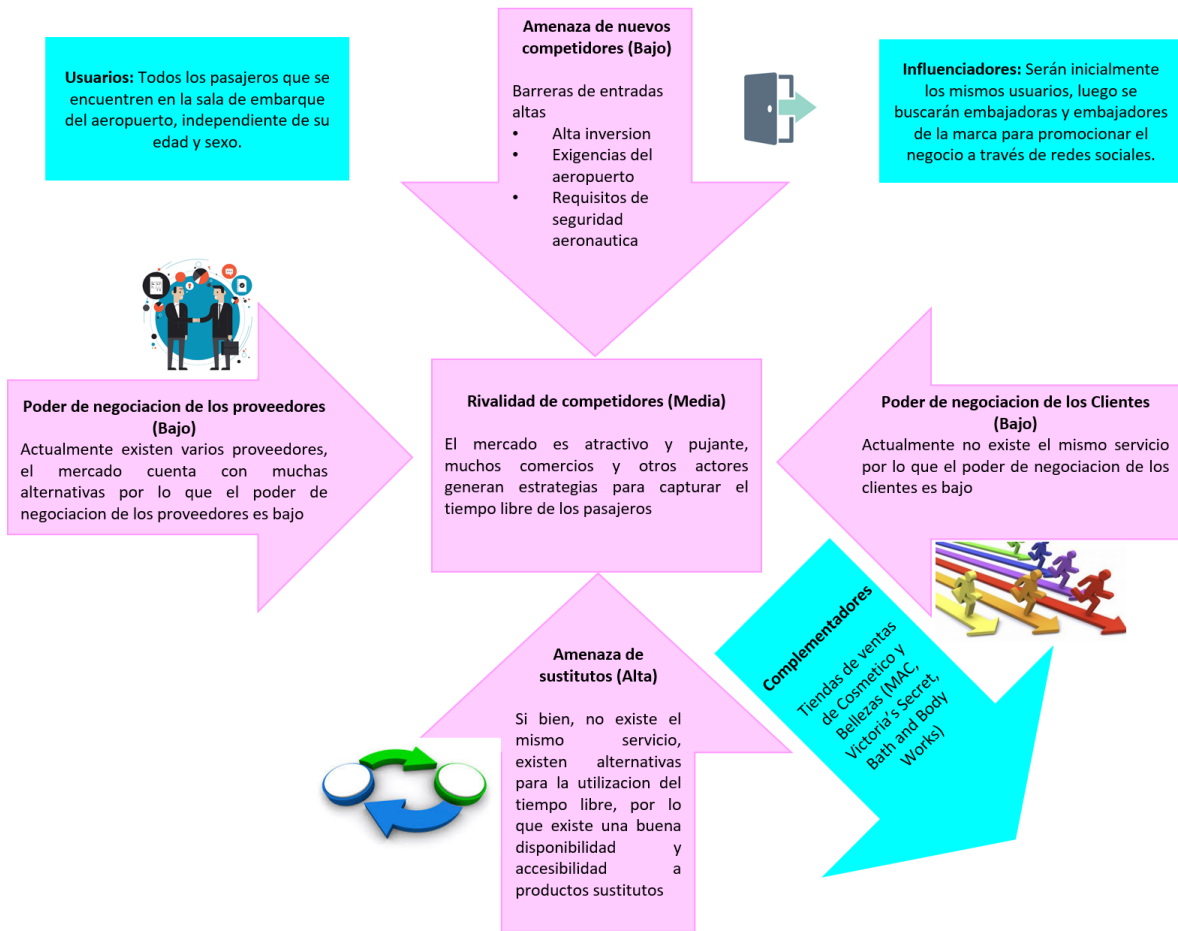 Amenaza de nuevos
competidores (Bajo)
Barreras de entradas
altas
• Alta inversion
• Exigencias del
aeropuerto
• Requisitos de
seguridad
aeronautica
Usuarios: Todos los pasajeros que se
encuentren en la sala de embarque
del aeropuerto, independiente de su
edad y sexo.
Influenciadores: Serán inicialmente
los mismos usuarios, luego se
buscarán embajadoras y embajadores
de la marca para promocionar el
negocio a través de redes sociales.
Poder de negociacion de los proveedores
(Bajo)
Actualmente existen varios proveedores,
el mercado cuenta con muchas
alternativas por lo que el poder de
negociacion de los proveedores es bajo
Rivalidad de competidores (Media)
El mercado es atractivo y pujante,
muchos comercios y otros actores
generan estrategias para capturar el
tiempo libre de los pasajeros
Poder de negociacion de los Clientes
(Bajo)
Actualmente no existe el mismo servicio
por lo que el poder de negociacion de los
clientes es bajo
Amenaza de
sustitutos (Alta)
Si bien, no existe el
mismo servicio,
existen alternativas
para la utilizacion del
tiempo libre, por lo
que existe una buena
disponibilidad y
accesibilidad a
productos sustitutos
Complementadores
Tiendas de ventas
de Cosmetico y
Bellezas (MAC,
Victoria's Secret,
Bath and Body
Works)